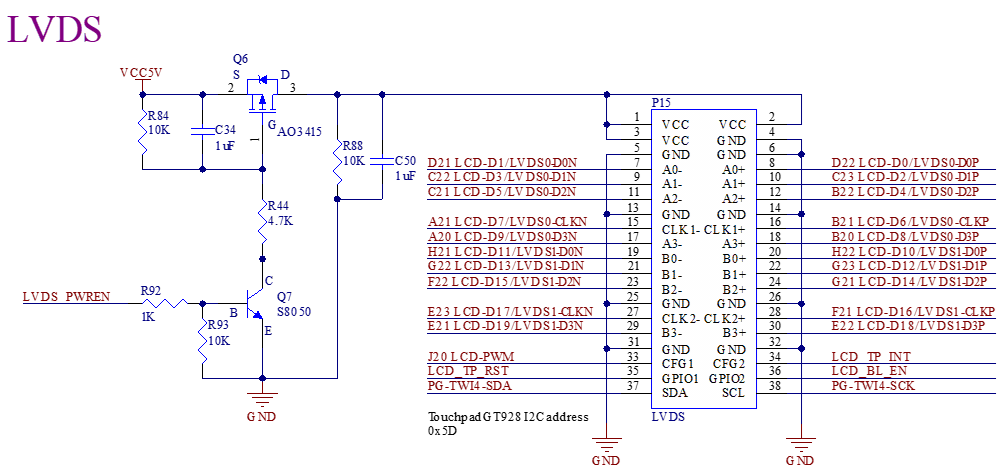 LVDS
VCC5V
Q6
S
D
2
3
G
AO3415
1
R84
10K
C34
1uF
R88
10K
C50
1uF
R44
4.7K
LVDS_PWREN
R92
1K
C
Q7
B
S8050
E
R93
10K
GND
P15
1 VCC VCC 2
3 VCC GND 4
5 GND GND 6
D21 LCD-D1/LVDS0-D0N 7 A0- A0+ 8 D22 LCD-D0/LVDS0-D0P
C22 LCD-D3/LVDS0-D1N 9 A1- A1+ 10 C23 LCD-D2/LVDS0-D1P
C21 LCD-D5/LVDS0-D2N 11 A2- A2+ 12 B22 LCD-D4/LVDS0-D2P
13 GND GND 14
A21 LCD-D7/LVDS0-CLKN 15 CLK1- CLK1+ 16 B21 LCD-D6/LVDS0-CLKP
A20 LCD-D9/LVDS0-D3N 17 A3- A3+ 18 B20 LCD-D8/LVDS0-D3P
H21 LCD-D11/LVDS1-D0N 19 B0- B0+ 20 H22 LCD-D10/LVDS1-D0P
G22 LCD-D13/LVDS1-D1N 21 B1- B1+ 22 G23 LCD-D12/LVDS1-D1P
F22 LCD-D15/LVDS1-D2N 23 B2- B2+ 24 G21 LCD-D14/LVDS1-D2P
25 GND GND 26
E23 LCD-D17/LVDS1-CLKN 27 CLK2- CLK2+ 28 F21 LCD-D16/LVDS1-CLKP
E21 LCD-D19/LVDS1-D3N 29 B3- B3+ 30 E22 LCD-D18/LVDS1-D3P
31 GND GND 32
J20 LCD-PWM 33 CFG1 CFG2 34 LCD_TP_INT
LCD_TP_RST 35 GPIO1 GPIO2 36 LCD_BL_EN
PG-TWI4-SDA 37 SDA SCL 38 PG-TWI4-SCK
LVDS
Touchpad GT928 I2C address
0x5D
GND
GND